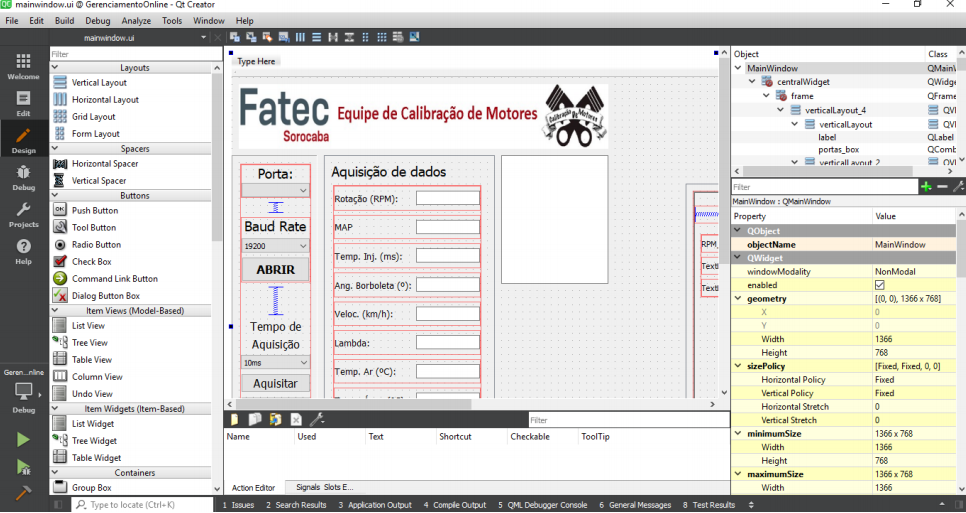 mainwindow.ui @ GerenciamentoOnline - Qt Creator
File Edit Build Debug Analyze Tools Window Help
mainwindow.ui
Welcome
Edit
Design
Debug
Projects
Help
Geren...nline
Debug
Filter
Layouts
Vertical Layout
Horizontal Layout
Grid Layout
Form Layout
Spacers
Horizontal Spacer
Vertical Spacer
Buttons
Push Button
Tool Button
Radio Button
Check Box
Command Link Button
Dialog Button Box
Item Views (Model-Based)
List View
Tree View
Table View
Column View
Undo View
Item Widgets (Item-Based)
List Widget
Tree Widget
Table Widget
Containers
Group Box
Type Here
Fatec
Sorocaba
Equipe de Calibração de Motores
Calibração de Motores
Porta:
Baud Rate
19200
ABRIR
Tempo de
Aquisição
10ms
Aquisitar
Aquisição de dados
Rotação (RPM):
MAP
Temp. Inj. (ms):
Ang. Borboleta (º):
Veloc. (km/h):
Lambda:
Temp. Ar (ºC):
RPM_
Textl
Textl
Filter
Name Used Text Shortcut Checkable ToolTip
Action Editor Signals Slots E...
Object Class
MainWindow QMainV
centralWidget QWidge
frame QFrame
verticalLayout_4 QVI
verticalLayout QVI
label QLabel
portas_box QComb
verticalLayout_2 QVI
Filter
MainWindow : QMainWindow
Property Value
QObject
objectName MainWindow
QWidget
windowModality NonModal
enabled
geometry [(0, 0), 1366 x 768]
X 0
Y 0
Width 1366
Height 768
sizePolicy [Fixed, Fixed, 0, 0]
Horizontal Policy Fixed
Vertical Policy Fixed
Horizontal Stretch 0
Vertical Stretch 0
minimumSize 1366 x 768
Width 1366
Height 768
maximumSize 1366 x 768
Width 1366
Type to locate (Ctrl+K)
1 Issues 2 Search Results 3 Application Output 4 Compile Output 5 QML Debugger Console 6 General Messages 8 Test Results